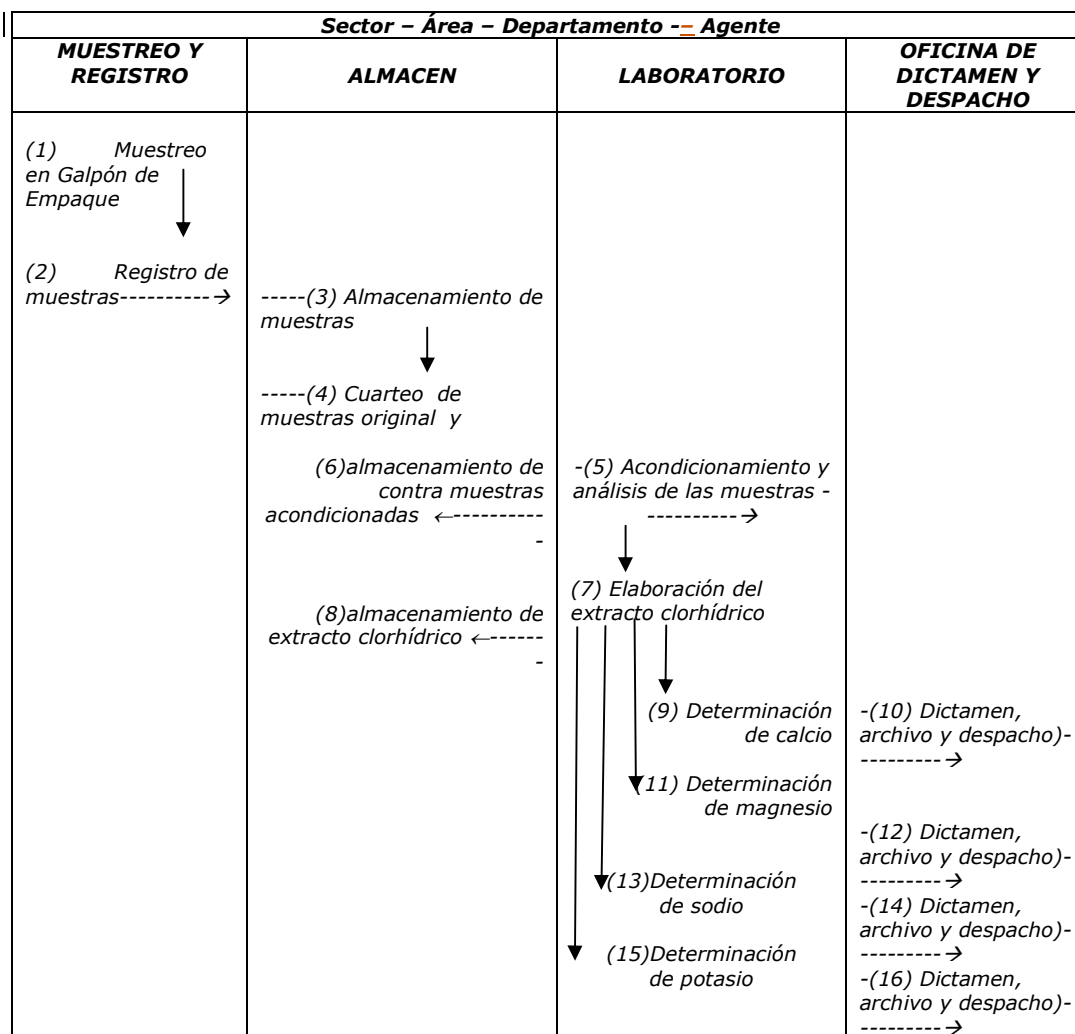 Sector – Área – Departamento -– Agente
MUESTREO Y
REGISTRO
ALMACEN
LABORATORIO
OFICINA DE
DICTAMEN Y
DESPACHO
(1) Muestreo
en Galpón de
Empaque
(2) Registro de
muestras----------→
-----(3) Almacenamiento de
muestras
-----(4) Cuarteo de
muestras original y
(6)almacenamiento de
contra muestras
acondicionadas ←----------
-
-(5) Acondicionamiento y
análisis de las muestras -
----------→
(7) Elaboración del
extracto clorhídrico
(8)almacenamiento de
extracto clorhídrico ←------
-
(9) Determinación
de calcio
-(10) Dictamen,
archivo y despacho)-
---------→
(11) Determinación
de magnesio
-(12) Dictamen,
archivo y despacho)-
---------→
(13)Determinación
de sodio
-(14) Dictamen,
archivo y despacho)-
---------→
(15)Determinación
de potasio
-(16) Dictamen,
archivo y despacho)-
---------→